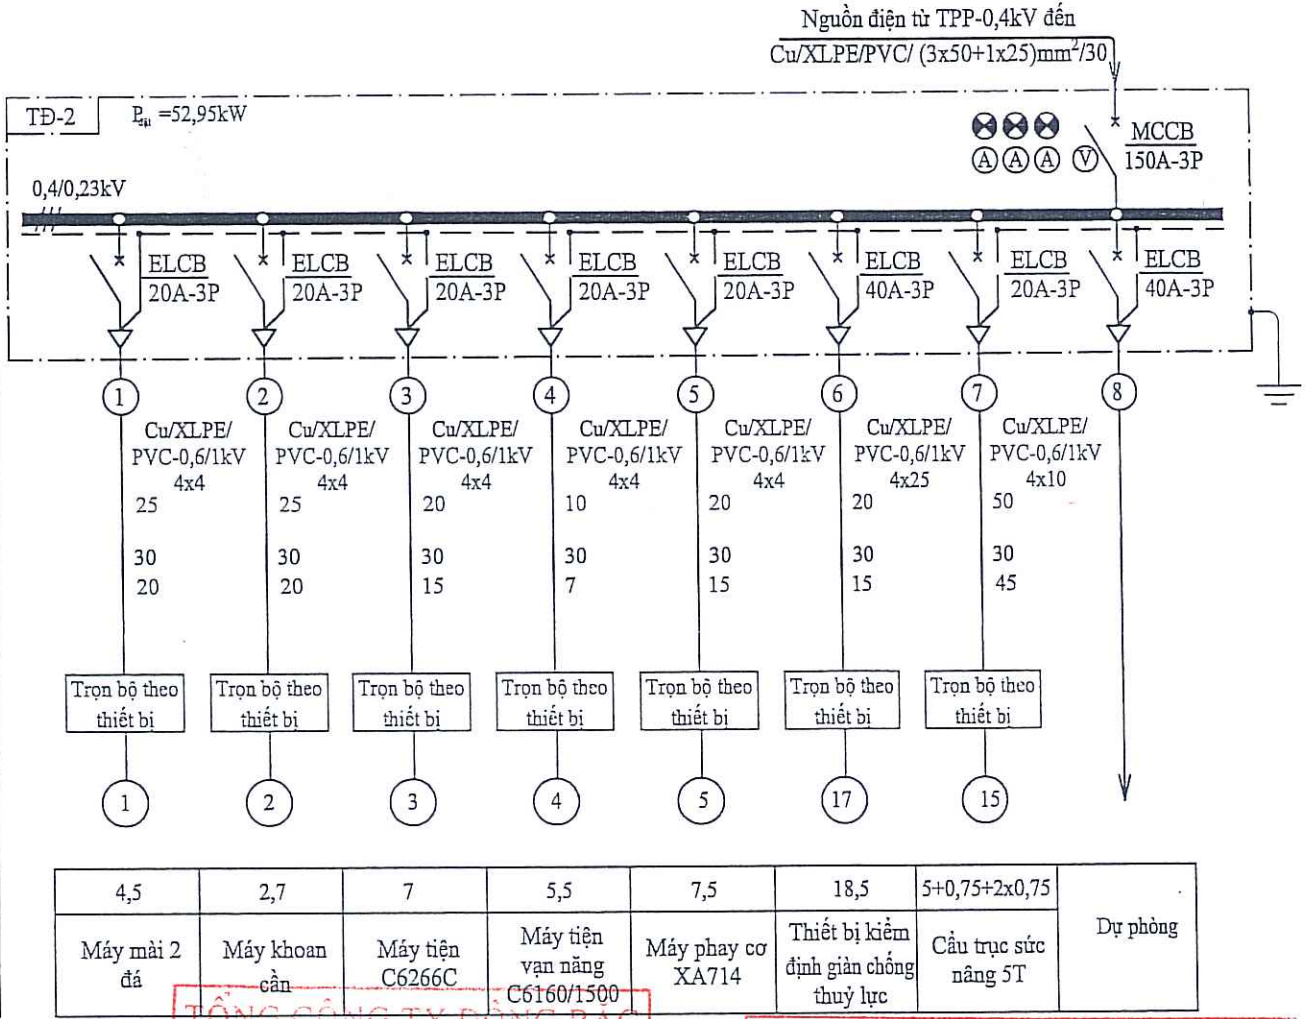 Nguồn điện từ TPP-0,4kV đến
Cu/XLPE/PVC/ (3x50+1x25)mm²/30
TĐ-2
P =52,95kW
MCCB
A A A V 150A-3P
0,4/0,23kV
ELCB ELCB ELCB ELCB ELCB ELCB ELCB ELCB
20A-3P 20A-3P 20A-3P 20A-3P 20A-3P 40A-3P 20A-3P 40A-3P
1 2 3 4 5 6 7 8
Cu/XLPE/ Cu/XLPE/ Cu/XLPE/ Cu/XLPE/ Cu/XLPE/ Cu/XLPE/ Cu/XLPE/
PVC-0,6/1kV PVC-0,6/1kV PVC-0,6/1kV PVC-0,6/1kV PVC-0,6/1kV PVC-0,6/1kV PVC-0,6/1kV
4x4 4x4 4x4 4x4 4x4 4x25 4x10
25 25 20 10 20 20 50
30 30 30 30 30 30 30
20 20 15 7 15 15 45
Trọn bộ theo Trọn bộ theo Trọn bộ theo Trọn bộ theo Trọn bộ theo Trọn bộ theo Trọn bộ theo
thiết bị thiết bị thiết bị thiết bị thiết bị thiết bị thiết bị
1 2 3 4 5 17 15
4,5 2,7 7 5,5 7,5 18,5 5+0,75+2x0,75
Máy mài 2
đá
Máy khoan
cần
Máy tiện
C6266C
Máy tiện
vạn năng
C6160/1500
Máy phay cơ
XA714
Thiết bị kiểm
định giàn chống
thuỷ lực
Cầu trục sức
nâng 5T
Dự phòng
TỔNG CÔNG TY ĐÔNG BẮC